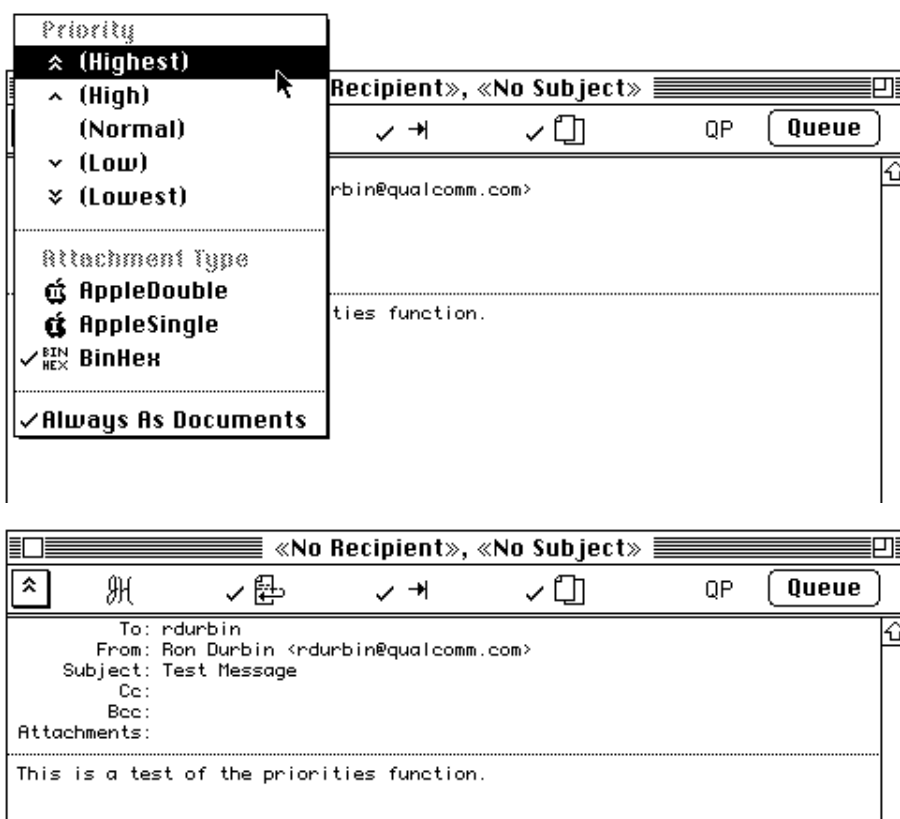 Priority
(Highest)
(High)
Recipient», «No Subject»
(Normal)
QP Queue
(Low)
(Lowest)
rbin@qualcomm.com>
Attachment Type
AppleDouble
AppleSingle
ties function.
BIN HEX BinHex
Always As Documents
«No Recipient», «No Subject»
QP Queue
To: rdurbin
From: Ron Durbin <rdurbin@qualcomm.com>
Subject: Test Message
Cc:
Bcc:
Attachments:
This is a test of the priorities function.